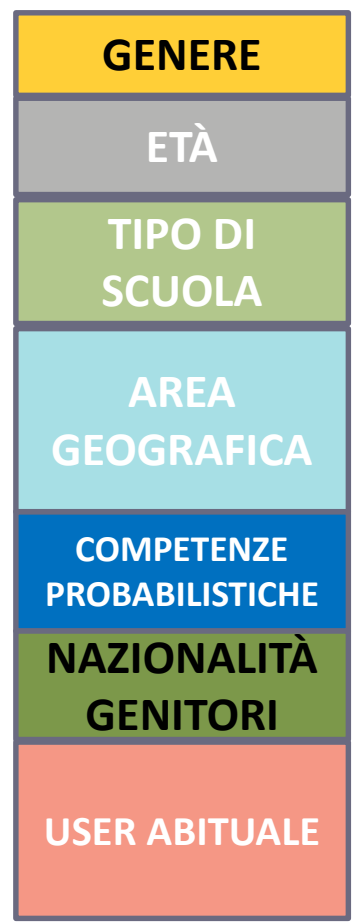 GENERE
ETÀ
TIPO DI
SCUOLA
AREA
GEOGRAFICA
COMPETENZE
PROBABILISTICHE
NAZIONALITÀ
GENITORI
USER ABITUALE